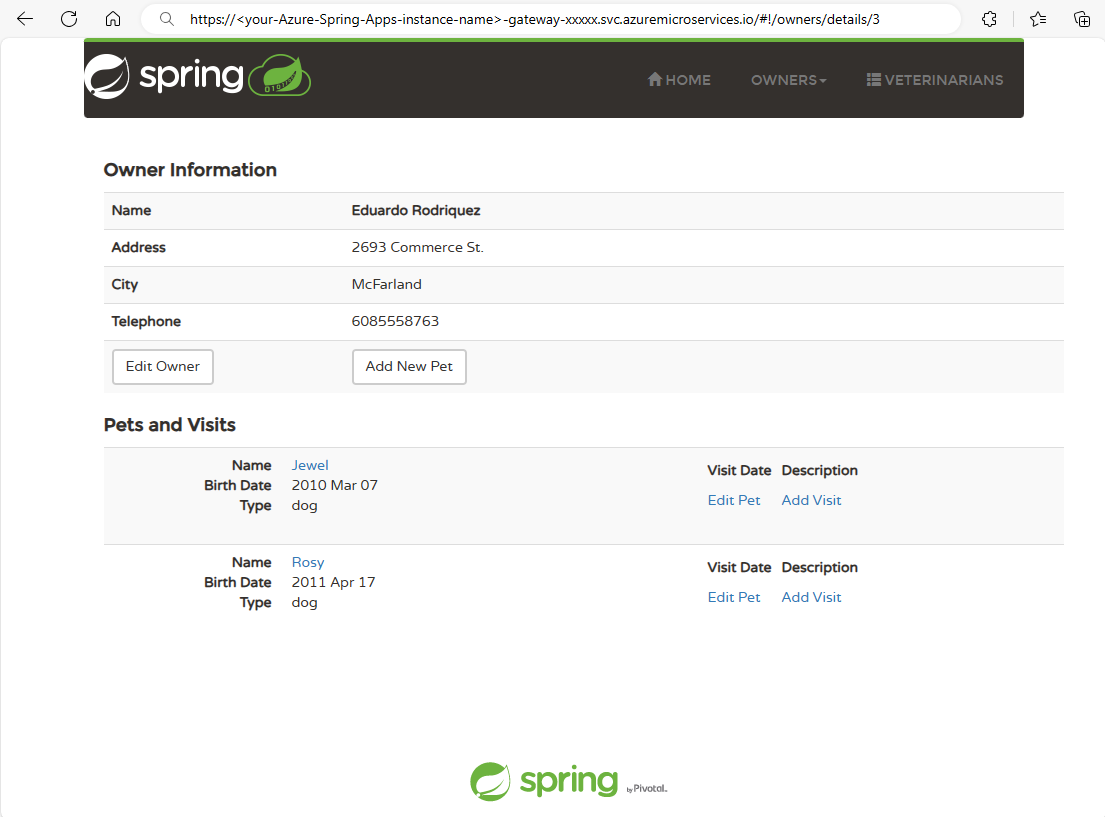 https://<your-Azure-Spring-Apps-instance-name>-gateway-xxxxx.svc.azuremicroservices.io/#!/owners/details/3
spring
HOME OWNERS VETERINARIANS
Owner Information
Name Eduardo Rodriquez
Address 2693 Commerce St.
City McFarland
Telephone 6085558763
Edit Owner Add New Pet
Pets and Visits
Name Jewel
Birth Date 2010 Mar 07
Type dog
Visit Date Description
Edit Pet Add Visit
Name Rosy
Birth Date 2011 Apr 17
Type dog
Visit Date Description
Edit Pet Add Visit
spring by Pivotal.